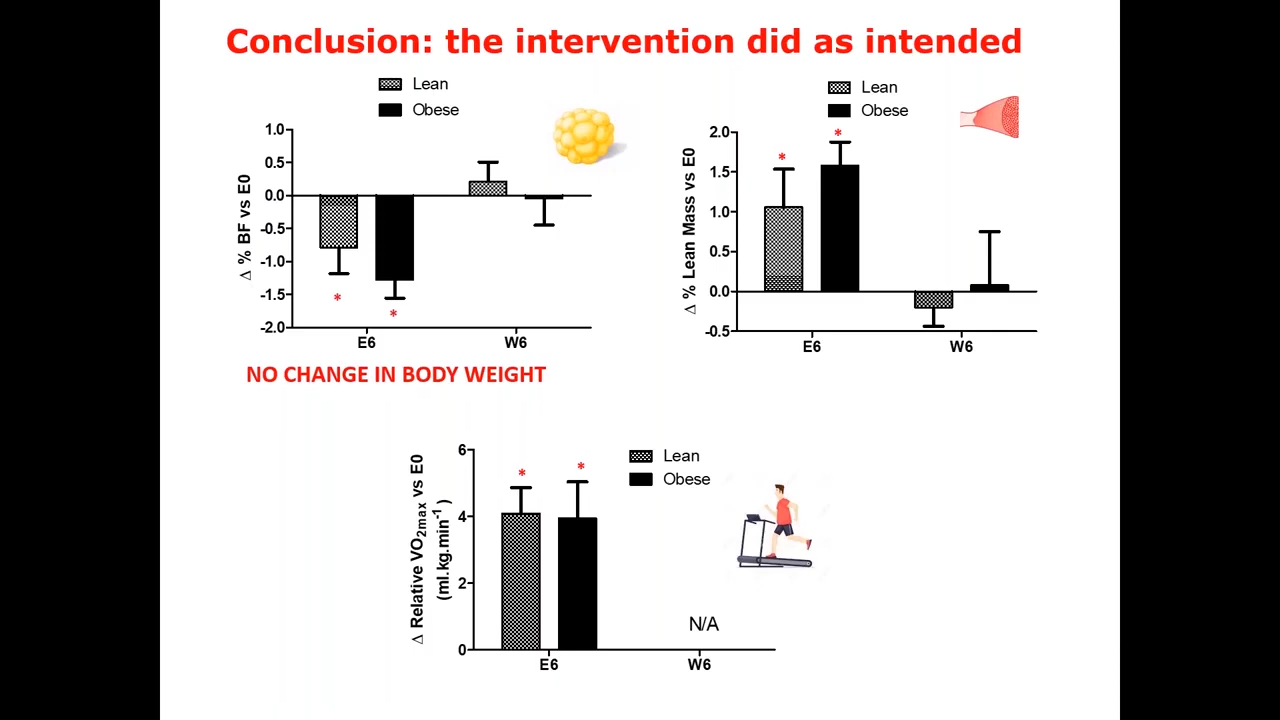 Conclusion: the intervention did as intended
Lean
Obese
Δ % BF vs E0
1.0
0.5
0.0
-0.5
-1.0
-1.5
-2.0
*
*
E6
W6
Lean
Obese
Δ % Lean Mass vs E0
2.0
1.5
1.0
0.5
0.0
-0.5
*
*
E6
W6
NO CHANGE IN BODY WEIGHT
Δ Relative VO2max vs E0
(ml.kg.min-1 )
6
4
2
0
*
*
Lean
Obese
N/A
E6
W6